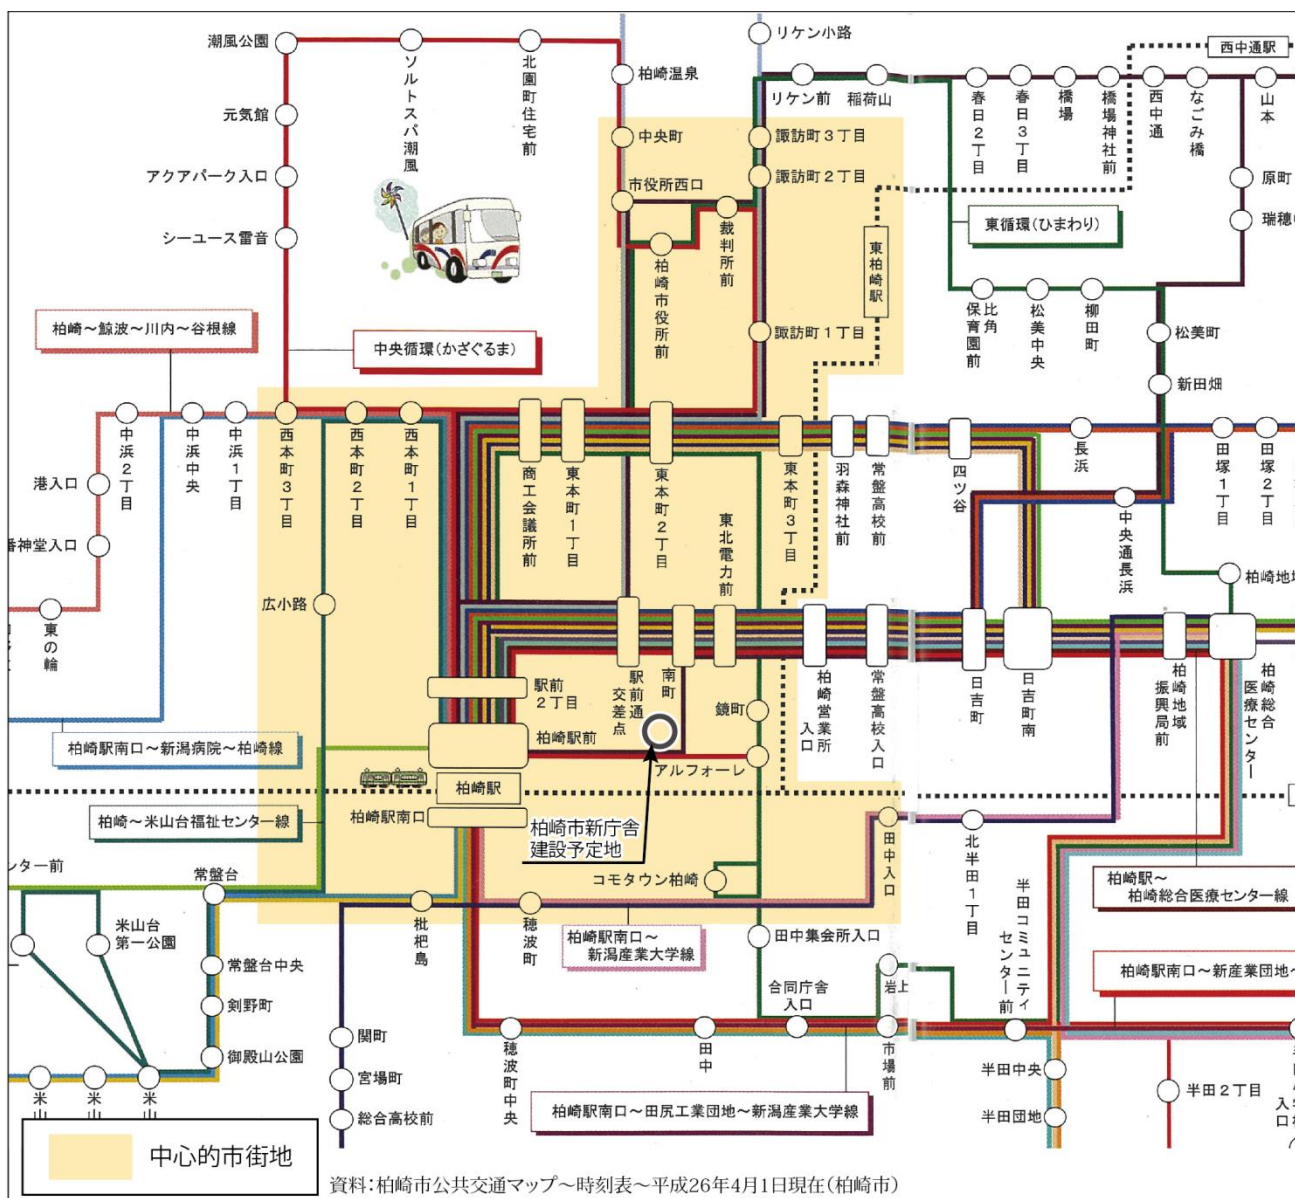 潮風公園
ソルトスパ潮風
北園町住宅前
柏崎温泉
リケン小路
リケン前
稲荷山
春日2丁目
春日3丁目
橋場
橋場神社前
西中通
なごみ橋
山本
西中通駅
元気館
アクアパーク入口
シーユース雷音
中央町
市役所西口
柏崎市役所前
裁判所前
諏訪町3丁目
諏訪町2丁目
諏訪町1丁目
東柏崎駅
東循環(ひまわり)
原町
瑞穂
比角保育園前
松美中央
柳田町
松美町
新田畑
柏崎~鯨波~川内~谷根線
中央循環(かざぐるま)
中浜2丁目
中浜中央
中浜1丁目
西本町3丁目
西本町2丁目
西本町1丁目
商工会議所前
東本町1丁目
東本町2丁目
東北電力前
東本町3丁目
羽森神社前
常盤高校前
四ツ谷
長浜
中央通長浜
田塚1丁目
田塚2丁目
港入口
番神堂入口
東の輪
広小路
柏崎地域
駅前2丁目
駅前通交差点
南町
鏡町
柏崎営業所入口
常盤高校入口
日吉町
日吉町南
柏崎地域振興局前
柏崎総合医療センター
柏崎駅前
柏崎駅
柏崎駅南口
アルフォーレ
柏崎駅南口~新潟病院~柏崎線
柏崎~米山台福祉センター線
柏崎市新庁舎
建設予定地
コモタウン柏崎
田中入口
北半田1丁目
半田コミュニティセンター前
柏崎駅~
柏崎総合医療センター線
ンター前
常盤台
米山台
第一公園
常盤台中央
剣野町
御殿山公園
枇杷島
穂波町
柏崎駅南口~
新潟産業大学線
田中集会所入口
合同庁舎
入口
岩上
柏崎駅南口~新産業団地~
関町
宮場町
総合高校前
穂波町中央
田中
市場前
半田中央
半田団地
半田2丁目
入口
米山
米山
米山
柏崎駅南口~田尻工業団地~新潟産業大学線
中心的市街地
資料:柏崎市公共交通マップ~時刻表~平成26年4月1日現在(柏崎市)